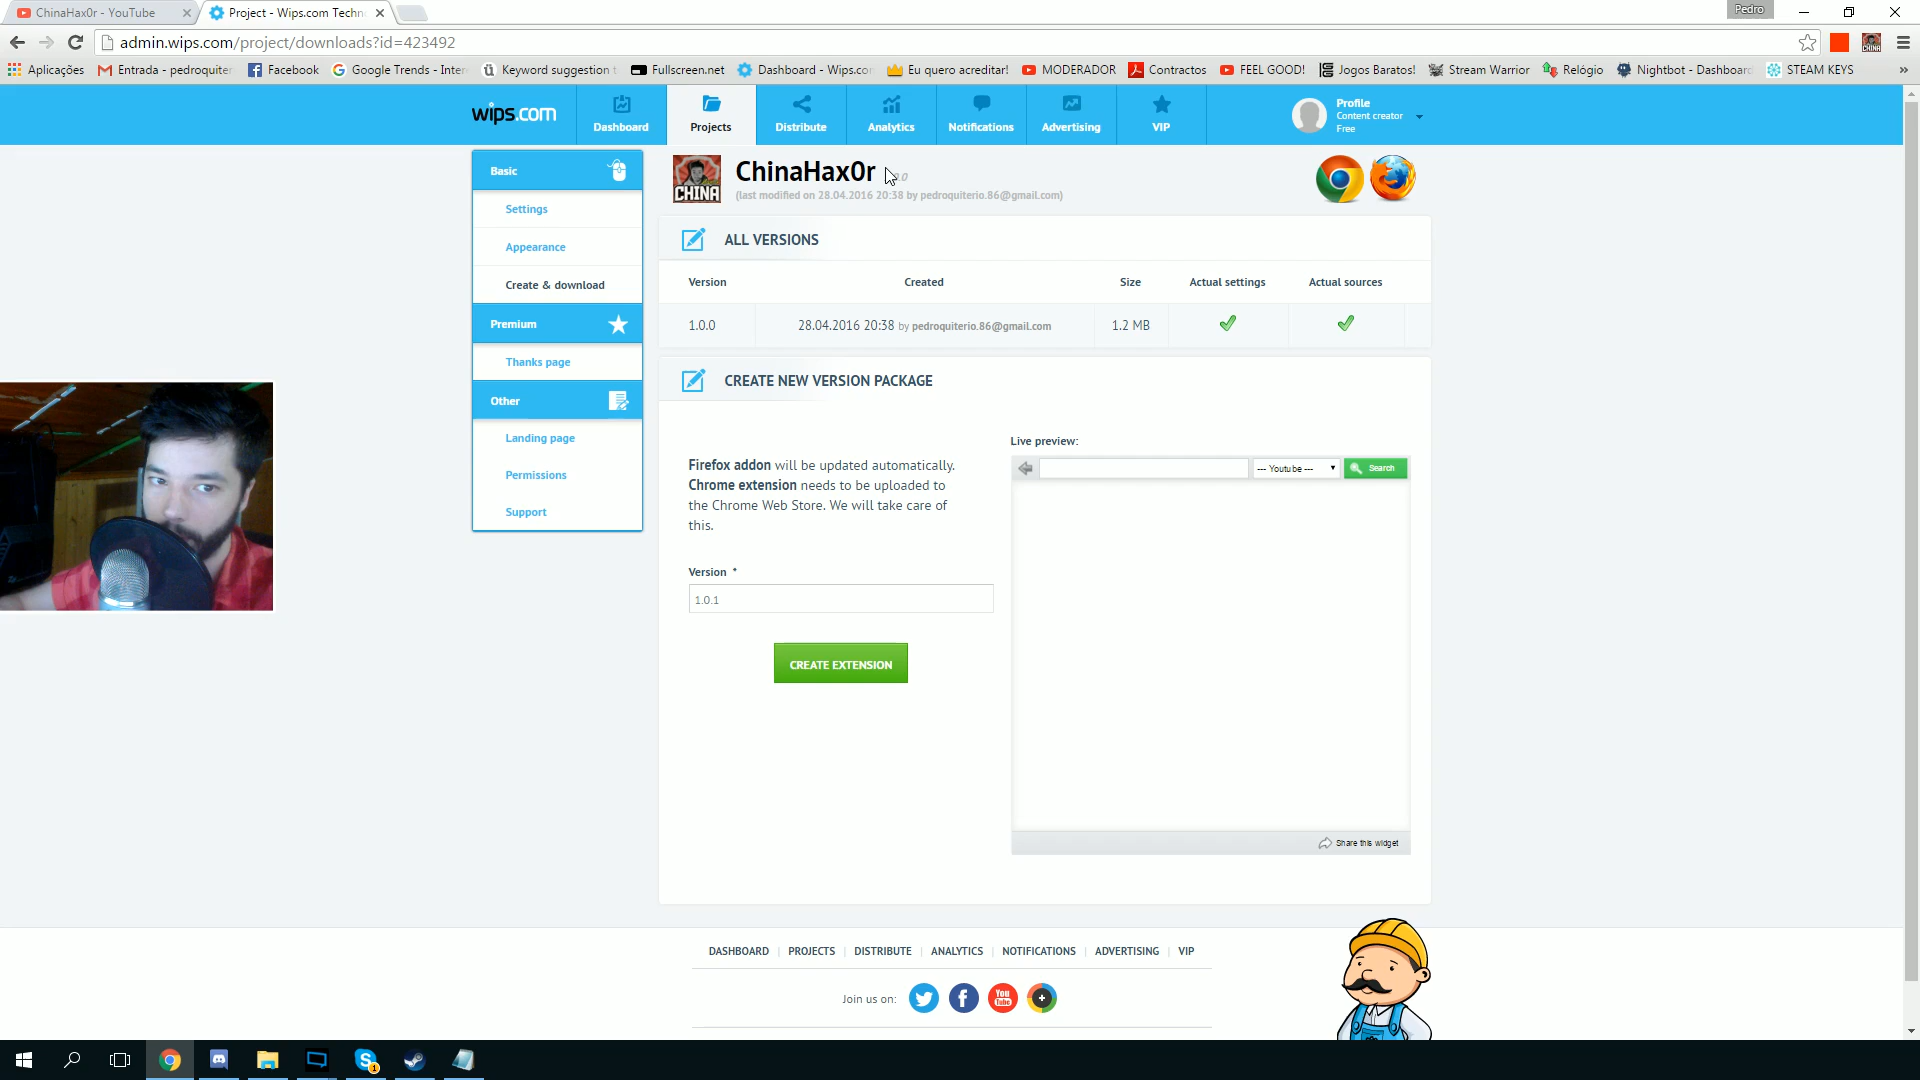 ChinaHax0r - YouTube
Project - Wips.com Techn
Pedro
admin.wips.com/project/downloads?id=423492
Aplicações
Entrada - pedroquiter
Facebook
Google Trends - Inter
Keyword suggestion
Fullscreen.net
Dashboard - Wips.com
Eu quero acreditar!
MODERADOR
Contractos
FEEL GOOD!
Jogos Baratos!
Stream Warrior
Relógio
Nightbot - Dashboard
STEAM KEYS
»
wips.com
Dashboard
Projects
Distribute
Analytics
Notifications
Advertising
VIP
Profile
Content creator
Free
Basic
Settings
Appearance
Create & download
Premium
Thanks page
Other
Landing page
Permissions
Support
CHINA
ChinaHax0r
(last modified on 28.04.2016 20:38 by pedroquiterio.86@gmail.com)
ALL VERSIONS
Version Created Size Actual settings Actual sources
1.0.0 28.04.2016 20:38 by pedroquiterio.86@gmail.com 1.2 MB
CREATE NEW VERSION PACKAGE
Firefox addon will be updated automatically.
Chrome extension needs to be uploaded to
the Chrome Web Store. We will take care of
this.
Version *
1.0.1
CREATE EXTENSION
Live preview:
--- Youtube ---
Search
Share this widget
DASHBOARD | PROJECTS | DISTRIBUTE | ANALYTICS | NOTIFICATIONS | ADVERTISING | VIP
Join us on:
You
Tube